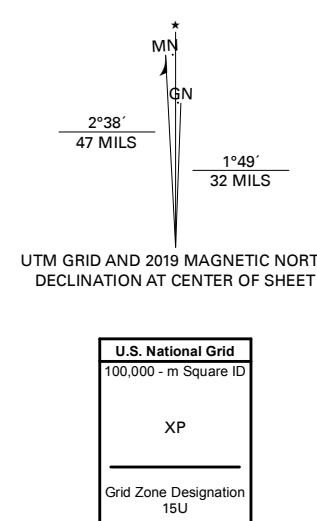 ★
MN
GN
2°38´
47 MILS
1°49´
32 MILS
UTM GRID AND 2019 MAGNETIC NORT
DECLINATION AT CENTER OF SHEET
U.S. National Grid
100,000 - m Square ID
XP
Grid Zone Designation
15U